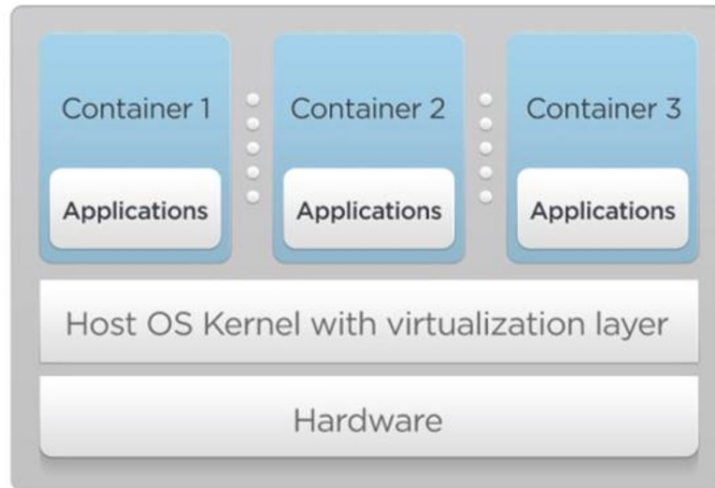 Container 1
Container 2
Container 3
Applications
Applications
Applications
Host OS Kernel with virtualization layer
Hardware